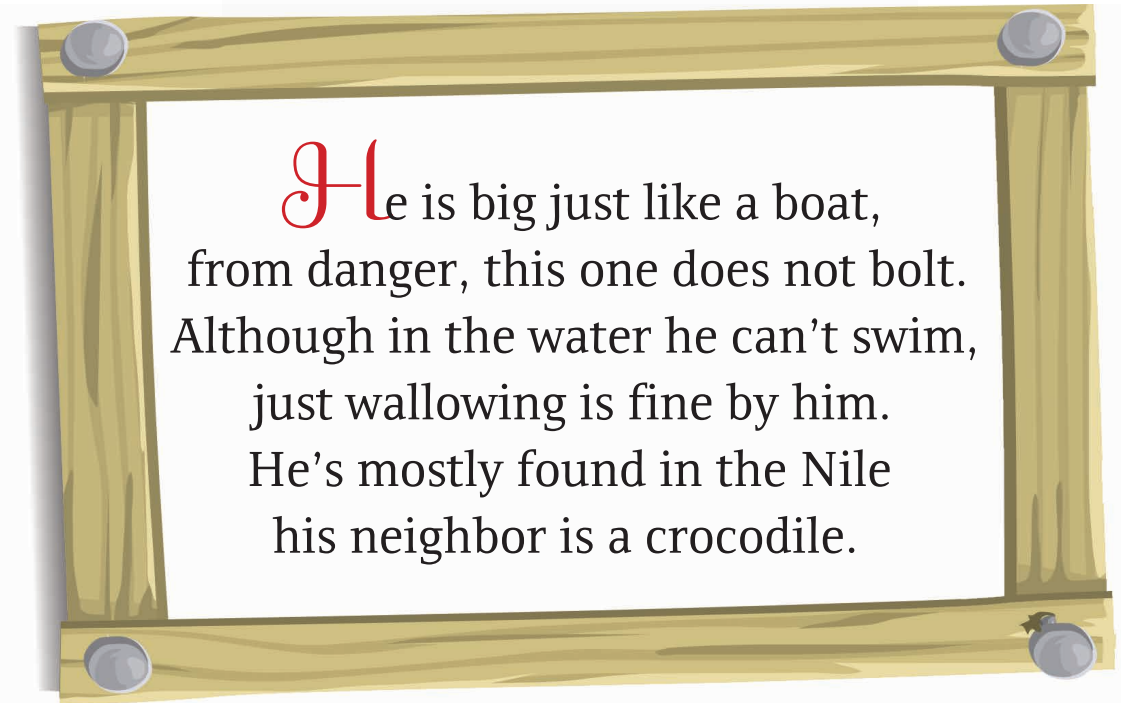 He is big just like a boat,
from danger, this one does not bolt.
Although in the water he can’t swim,
just wallowing is fine by him.
He’s mostly found in the Nile
his neighbor is a crocodile.